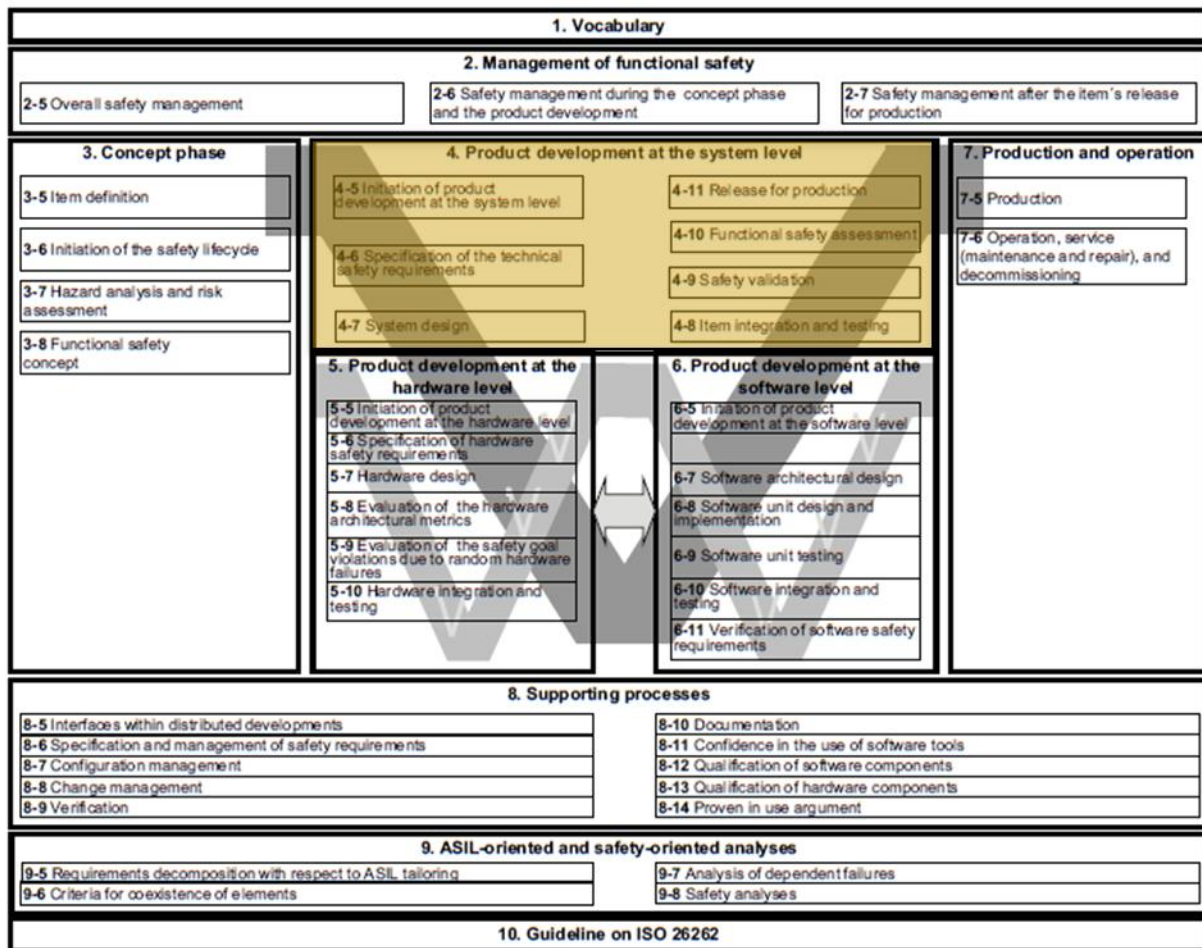 1. Vocabulary
2. Management of functional safety
2-5 Overall safety management
2-6 Safety management during the concept phase
and the product development
2-7 Safety management after the item's release
for production
3. Concept phase
3-5 Item definition
3-6 Initiation of the safety lifecycle
3-7 Hazard analysis and risk
assessment
3-8 Functional safety
concept
4. Product development at the system level
4-5 Initiation of product
development at the system level
4-6 Specification of the technical
safety requirements
4-7 System design
4-11 Release for production
4-10 Functional safety assessment
4-9 Safety validation
4-8 Item integration and testing
7. Production and operation
7-5 Production
7-6 Operation, service
(maintenance and repair), and
decommissioning
5. Product development at the
hardware level
5-5 Initiation of product
development at the hardware level
5-6 Specification of hardware
safety requirements
5-7 Hardware design
5-8 Evaluation of the hardware
architectural metrics
5-9 Evaluation of the safety goal
violations due to random hardware
failures
5-10 Hardware integration and
testing
6. Product development at the
software level
6-5 Initiation of product
development at the software level
6-7 Software architectural design
6-8 Software unit design and
implementation
6-9 Software unit testing
6-10 Software integration and
testing
6-11 Verification of software safety
requirements
8. Supporting processes
8-5 Interfaces within distributed developments
8-6 Specification and management of safety requirements
8-7 Configuration management
8-8 Change management
8-9 Verification
8-10 Documentation
8-11 Confidence in the use of software tools
8-12 Qualification of software components
8-13 Qualification of hardware components
8-14 Proven in use argument
9. ASIL-oriented and safety-oriented analyses
9-5 Requirements decomposition with respect to ASIL tailoring
9-6 Criteria for coexistence of elements
9-7 Analysis of dependent failures
9-8 Safety analyses
10. Guideline on ISO 26262